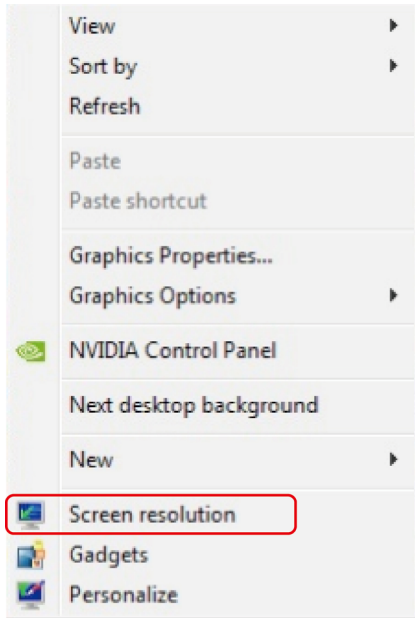 View
Sort by
Refresh
Paste
Paste shortcut
Graphics Properties...
Graphics Options
NVIDIA Control Panel
Next desktop background
New
Screen resolution
Gadgets
Personalize